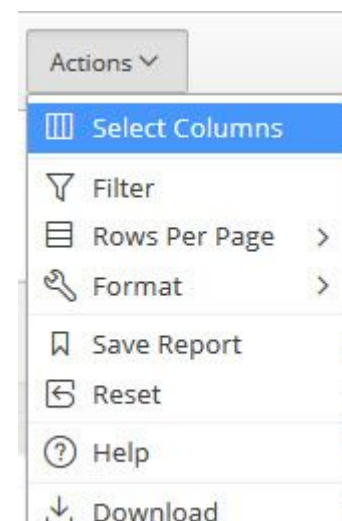 Actions
Select Columns
Filter
Rows Per Page
Format
Save Report
Reset
Help
Download